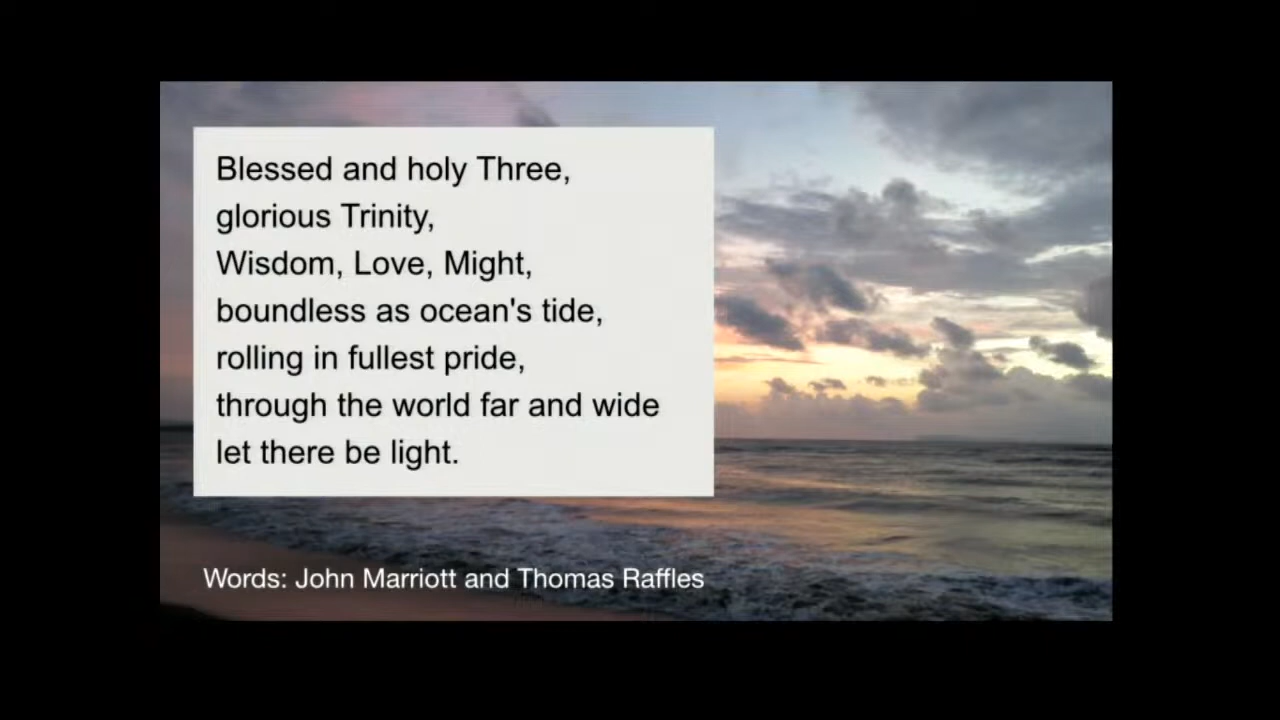 Blessed and holy Three,
glorious Trinity,
Wisdom, Love, Might,
boundless as ocean's tide,
rolling in fullest pride,
through the world far and wide
let there be light.
Words: John Marriott and Thomas Raffles